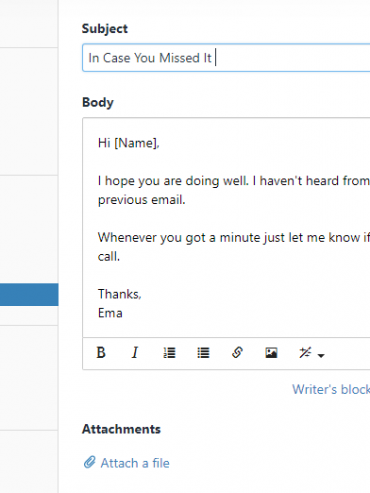 Subject
In Case You Missed It
Body
Hi [Name],
I hope you are doing well. I haven't heard from
previous email.
Whenever you got a minute just let me know if
call.
Thanks,
Ema
B I
Writer's block
Attachments
Attach a file